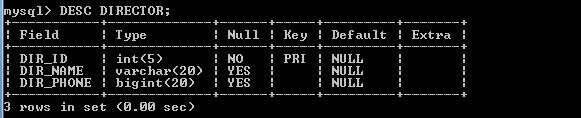 mysql> DESC DIRECTOR;
+-----------+-------------+------+-----+---------+-------+
| Field     | Type        | Null | Key | Default | Extra |
+-----------+-------------+------+-----+---------+-------+
| DIR_ID    | int(5)      | NO   | PRI | NULL    |       |
| DIR_NAME  | varchar(20) | YES  |     | NULL    |       |
| DIR_PHONE | bigint(20)  | YES  |     | NULL    |       |
+-----------+-------------+------+-----+---------+-------+
3 rows in set (0.00 sec)